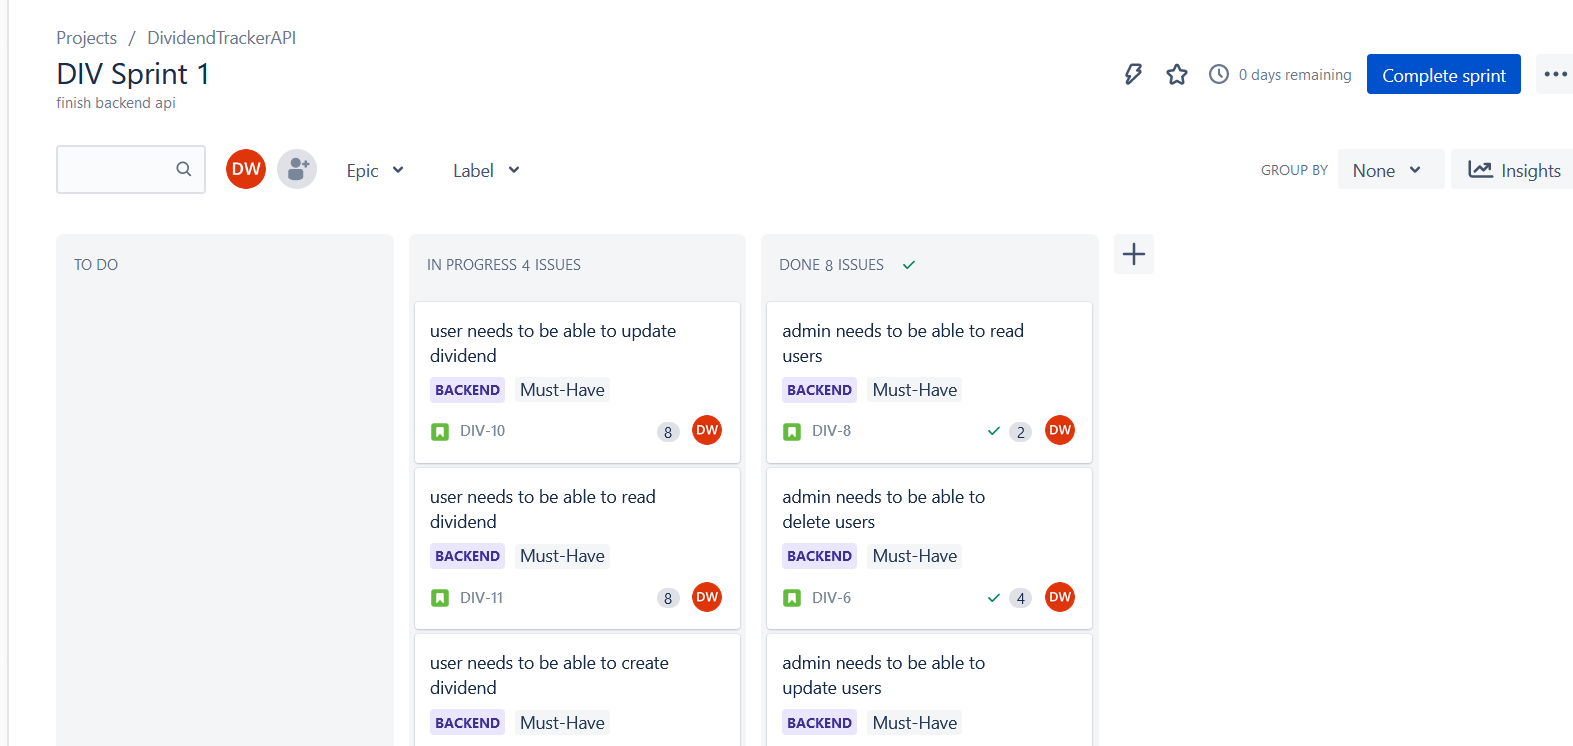 Projects / DividendTrackerAPI
DIV Sprint 1
finish backend api
0 days remaining
Complete sprint
DW
Epic
Label
GROUP BY
None
Insights
TO DO
IN PROGRESS 4 ISSUES
user needs to be able to update
dividend
BACKEND Must-Have
DIV-10 8 DW
user needs to be able to read
dividend
BACKEND Must-Have
DIV-11 8 DW
user needs to be able to create
dividend
BACKEND Must-Have
DONE 8 ISSUES
admin needs to be able to read
users
BACKEND Must-Have
DIV-8 2 DW
admin needs to be able to
delete users
BACKEND Must-Have
DIV-6 4 DW
admin needs to be able to
update users
BACKEND Must-Have